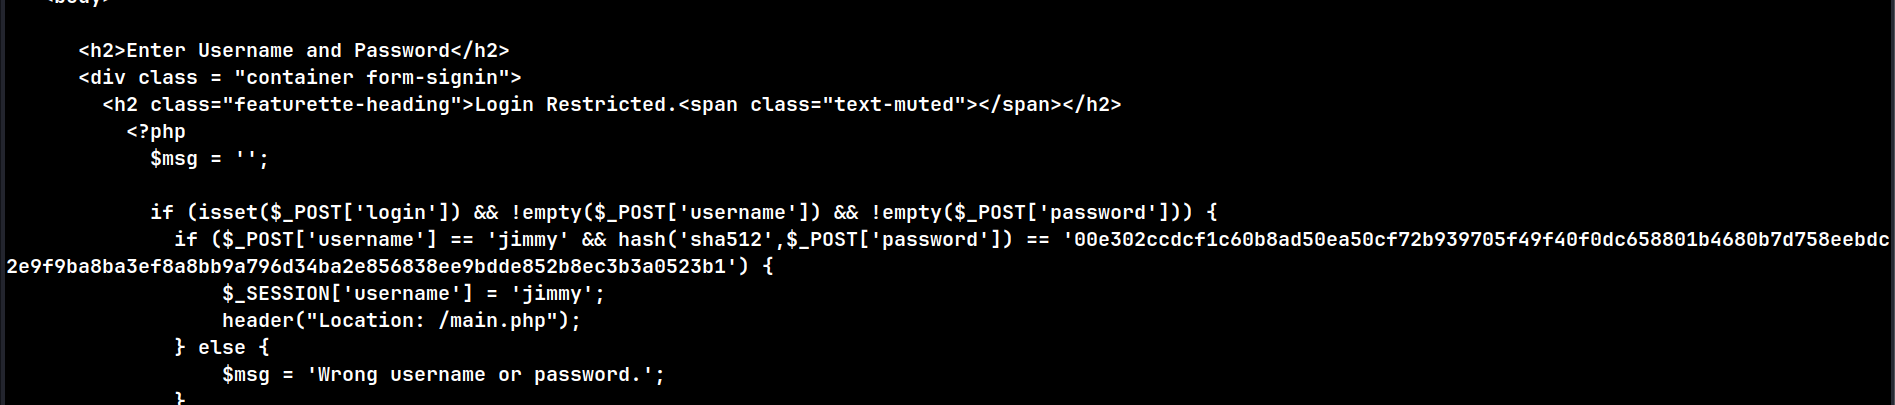 <body>
<h2>Enter Username and Password</h2>
<div class = "container form-signin">
<h2 class="featurette-heading">Login Restricted.<span class="text-muted"></span></h2>
<?php
$msg = '';
if (isset($_POST['login']) && !empty($_POST['username']) && !empty($_POST['password'])) {
if ($_POST['username'] == 'jimmy' && hash('sha512',$_POST['password']) == '00e302ccdcf1c60b8ad50ea50cf72b939705f49f40f0dc658801b4680b7d758eebdc
2e9f9ba8ba3ef8a8bb9a796d34ba2e856838ee9bdde852b8ec3b3a0523b1') {
$_SESSION['username'] = 'jimmy';
header("Location: /main.php");
} else {
$msg = 'Wrong username or password.';
}